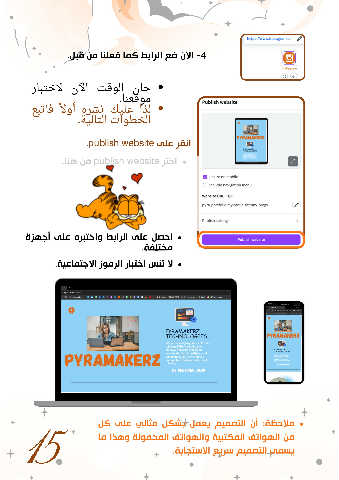 4- الآن ضع الرابط كما فعلنا من قبل.
• حان الوقت الآن لاختبار
موقعنا.
• لذا عليك نشره أولاً فاتبع
الخطوات التالية.
Publish website
انقر على publish website.
• اختر publish website من هنا.
• احصل على الرابط واختبره على أجهزة
مختلفة.
• لا تنس اختبار الرموز الاجتماعية.
PYRAMAKERZ
TECHNOLOGIES
PYRAMAKERZ
PYRAMAKERZ
• ملاحظة: أن التصميم يعمل بشكل مثالي على كل
من الهواتف المكتبية والهواتف المحمولة وهذا ما
يسمى التصميم سريع الاستجابة.
15